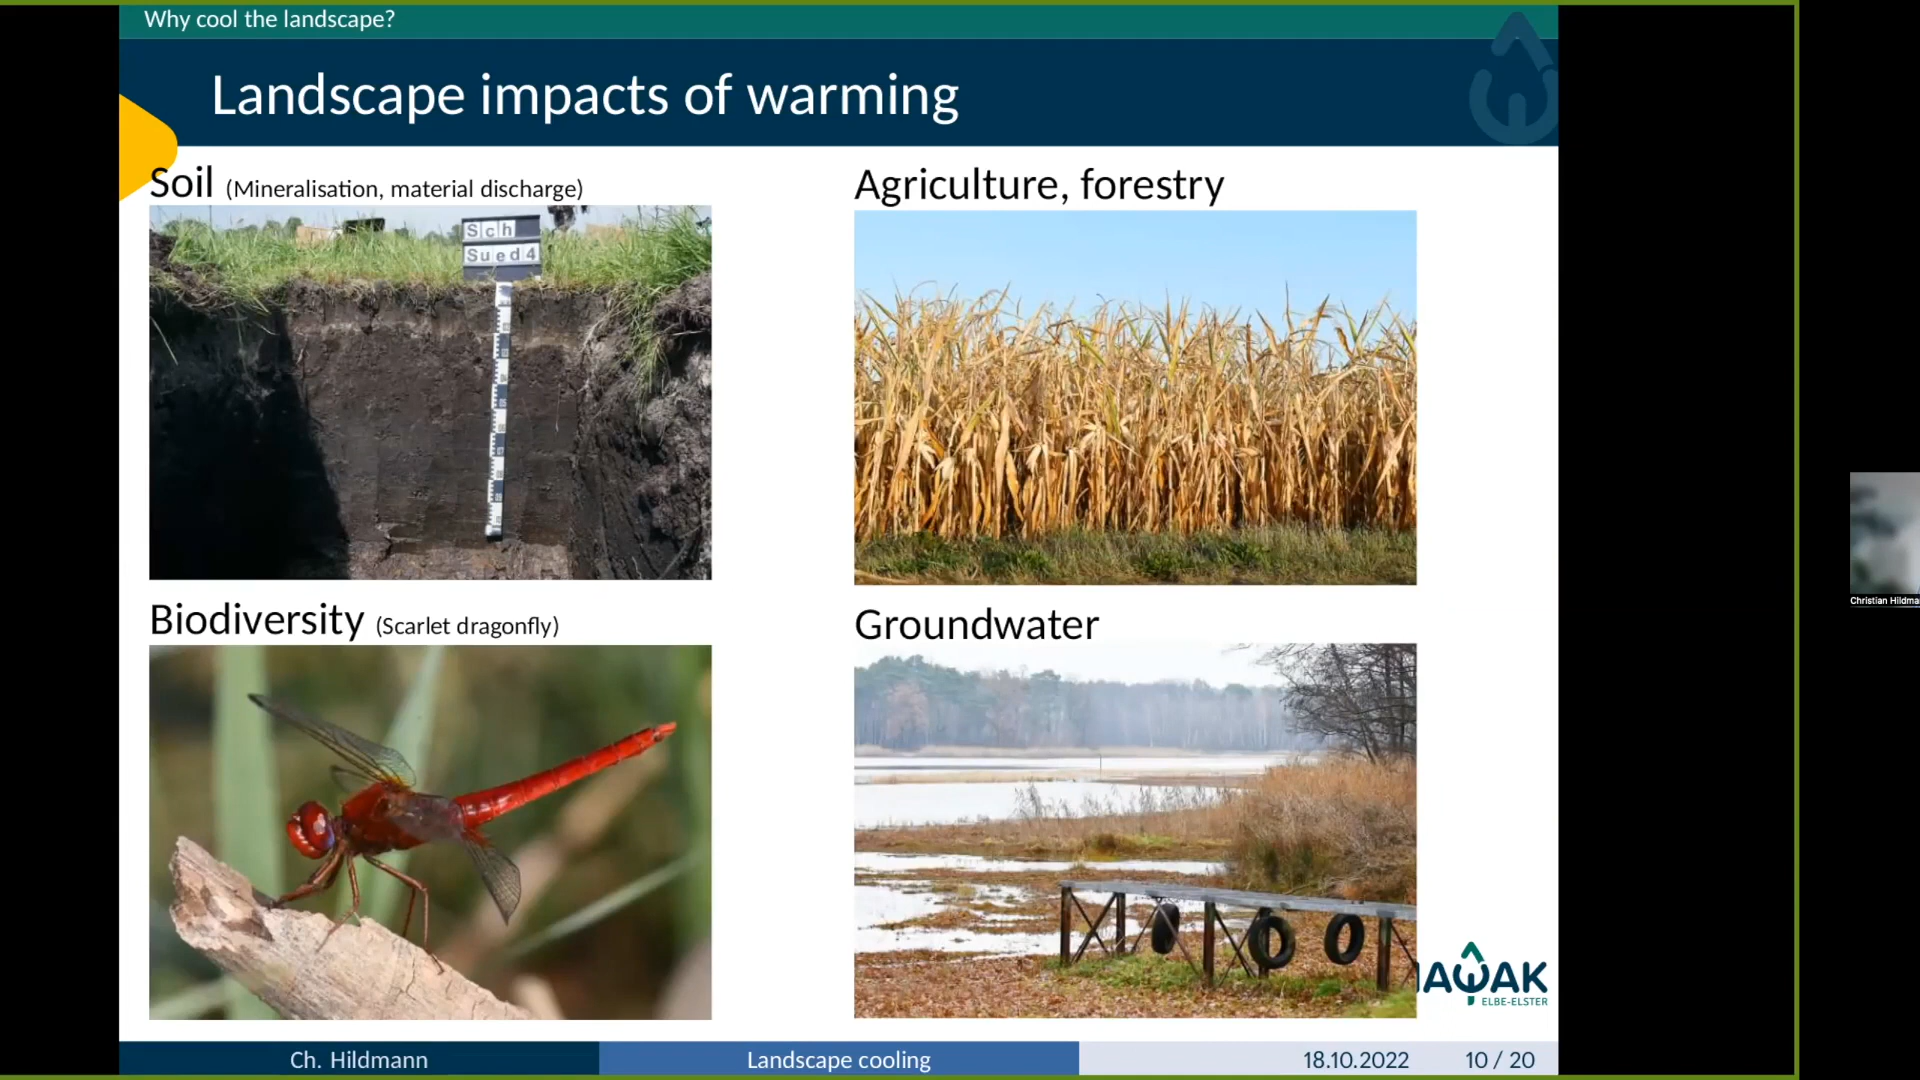 Why cool the landscape?
Landscape impacts of warming
Soil (Mineralisation, material discharge)
Sch
Sued4
Agriculture, forestry
Biodiversity (Scarlet dragonfly)
Groundwater
AWAK
ELBE-ELSTER
Ch. Hildmann
Landscape cooling
18.10.2022
10 / 20
Christian Hildma